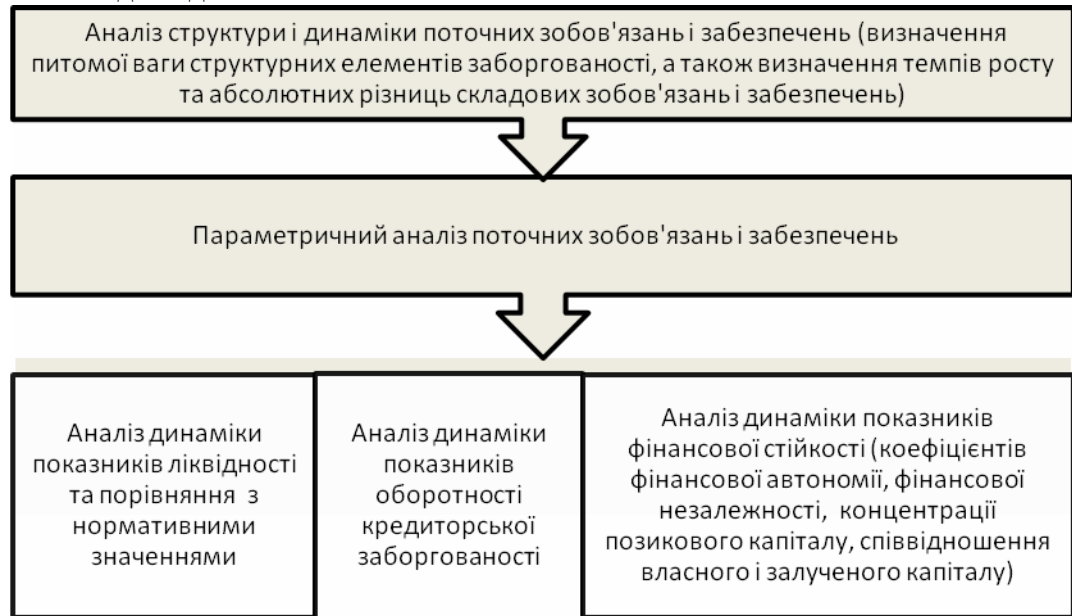 Аналіз структури і динаміки поточних зобов'язань і забезпечень (визначення
питомої ваги структурних елементів заборгованості, а також визначення темпів росту
та абсолютних різниць складових зобов'язань і забезпечень)
Параметричний аналіз поточних зобов'язань і забезпечень
Аналіз динаміки
показників ліквідності
та порівняння з
нормативними
значеннями
Аналіз динаміки
показників
оборотності
кредиторської
заборгованості
Аналіз динаміки показників
фінансової стійкості (коефіцієнтів
фінансової автономії, фінансової
незалежності, концентрації
позикового капіталу, співвідношення
власного і залученого капіталу)